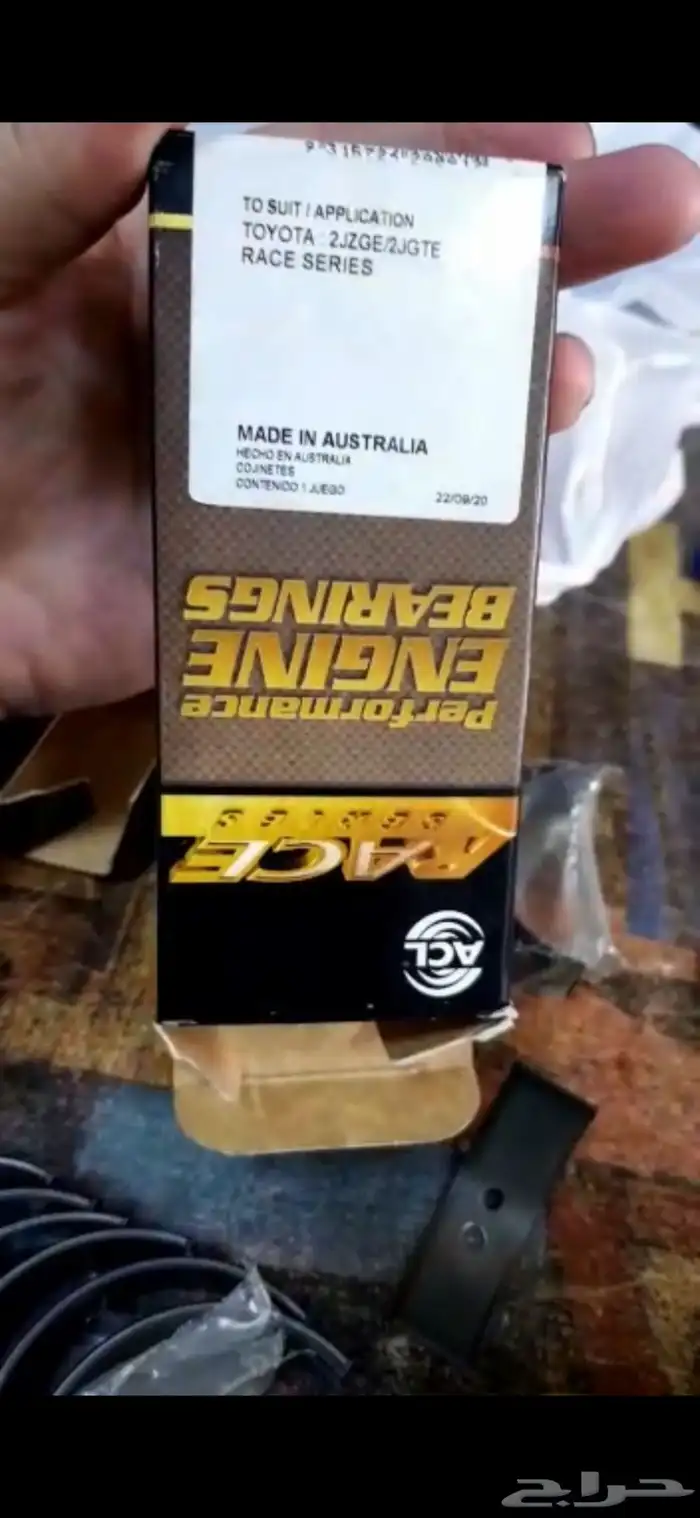 TO SUIT / APPLICATION
TOYOTA : 2JZGE/2JGTE
RACE SERIES
MADE IN AUSTRALIA
HECHO EN AUSTRALIA
COJINETES
CONTENIDO 1 JUEGO
22/09/20
Performance
ENGINE
BEARINGS
RACE
SERIES
ACL
حراج